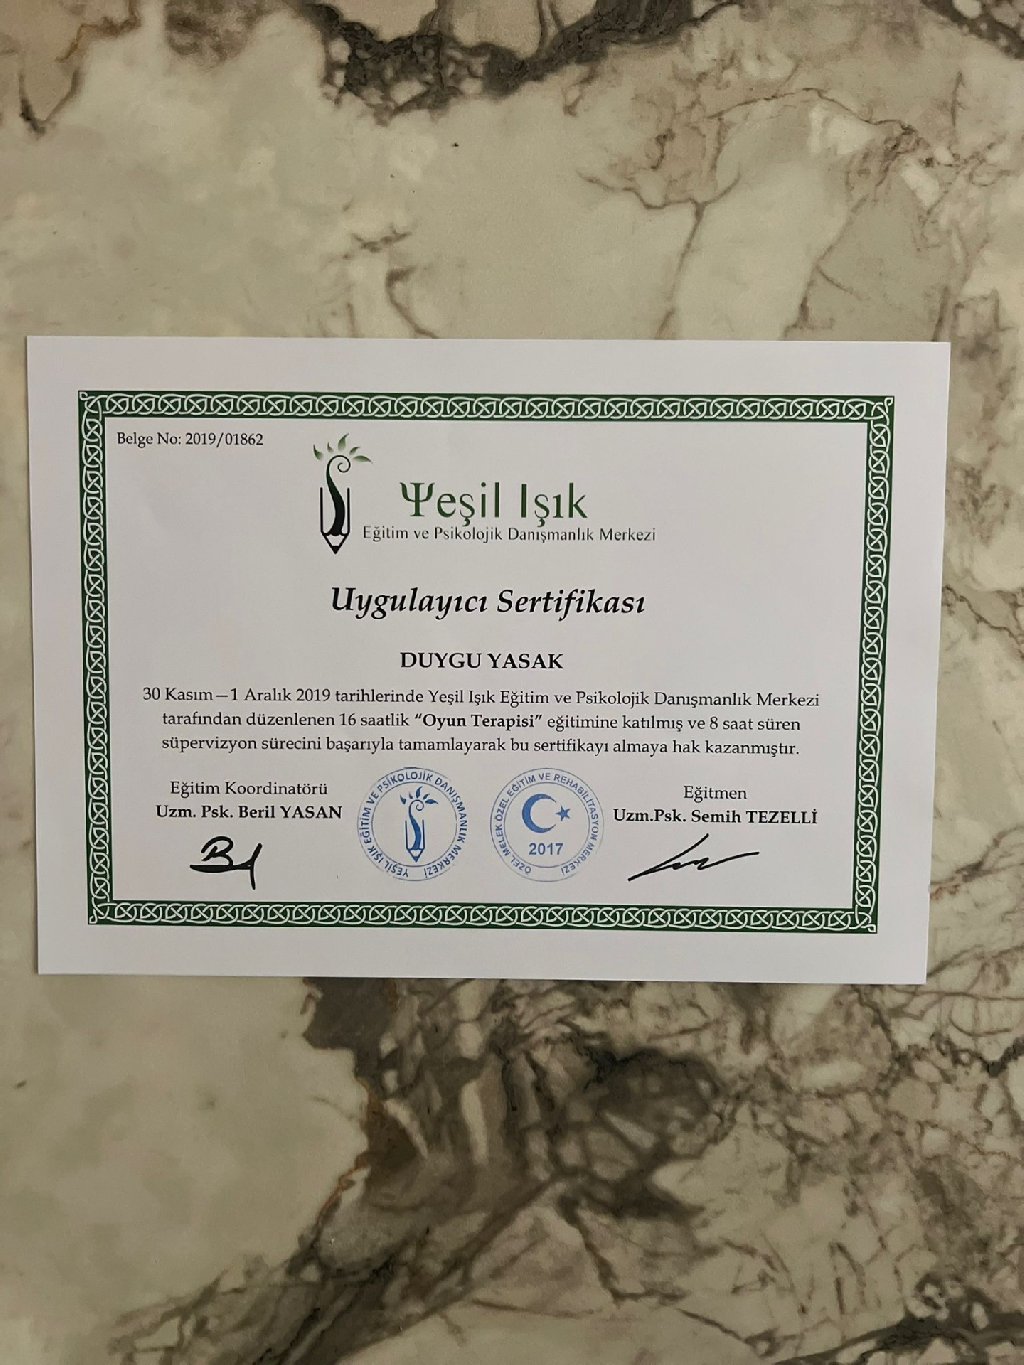 Belge No: 2019/01862
Ψeşil Işık
Eğitim ve Psikolojik Danışmanlık Merkezi
Uygulayıcı Sertifikası
DUYGU YASAK
30 Kasım—1 Aralık 2019 tarihlerinde Yeşil Işık Eğitim ve Psikolojik Danışmanlık Merkezi
tarafından düzenlenen 16 saatlik “Oyun Terapisi” eğitimine katılmış ve 8 saat süren
süpervizyon sürecini başarıyla tamamlayarak bu sertifikayı almaya hak kazanmıştır.
Eğitim Koordinatörü
Uzm. Psk. Beril YASAN
YEŞİL IŞIK EĞİTİM VE PSİKOLOJİK DANIŞMANLIK MERKEZİ
ÖZEL MELEK ÖZEL EĞİTİM VE REHABİLİTASYON MERKEZİ
2017
Eğitmen
Uzm.Psk. Semih TEZELLİ